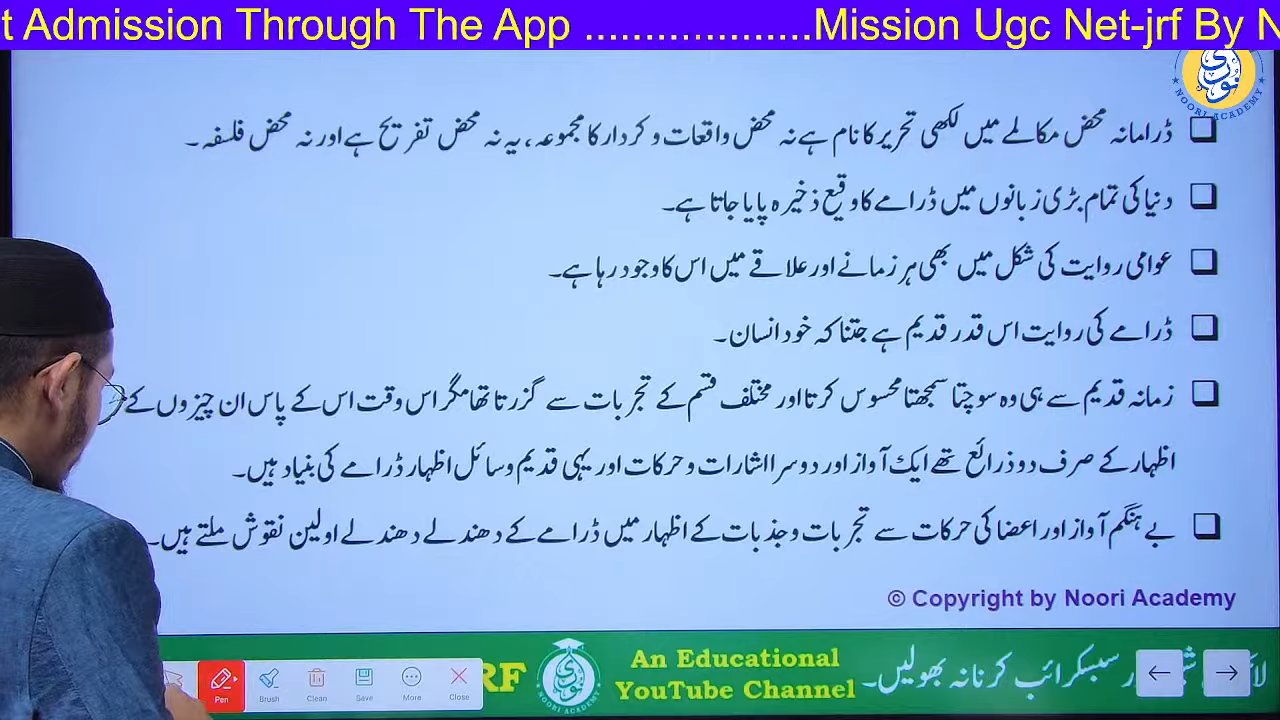 t Admission Through The App ...................Mission Ugc Net-jrf By N
نوری
NOORI ACADEMY
ڈراما نہ محض مکالمے میں لکھی تحریر کا نام ہے نہ محض واقعات و کردار کا مجموعہ، یہ نہ محض تفریح ہے اور نہ محض فلسفہ۔
دنیا کی تمام بڑی زبانوں میں ڈرامے کا وقیع ذخیرہ پایا جاتا ہے۔
عوامی روایت کی شکل میں بھی ہر زمانے اور علاقے میں اس کا وجود رہا ہے۔
ڈرامے کی روایت اس قدر قدیم ہے جتنا کہ خود انسان۔
زمانہ قدیم سے ہی وہ سوچتا سمجھتا محسوس کرتا اور مختلف قسم کے تجربات سے گزرتا تھا مگر اس وقت اس کے پاس ان چیزوں کے
اظہار کے صرف دو ذرائع تھے ایک آواز اور دوسرا اشارات و حرکات اور یہی قدیم وسائل اظہار ڈرامے کی بنیاد ہیں۔
بے ہنگم آواز اور اعضا کی حرکات سے تجربات و جذبات کے اظہار میں ڈرامے کے دھندلے دھندلے اولین نقوش ملتے ہیں۔
© Copyright by Noori Academy
RF
نوری
NOORI ACADEMY
An Educational
YouTube Channel
سبسکرائب کرنا نہ بھولیں۔
Pen Brush Clean Save More Close